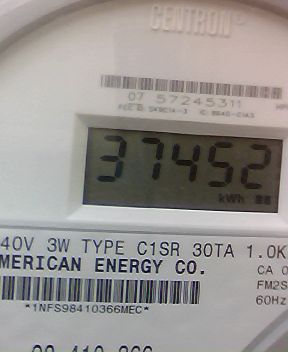 CENTRON
07 57245311
37452
kWh
40V 3W TYPE C1SR 30TA 1.0K
MERICAN ENERGY CO.
CA 0
FM2S
60Hz
*1NFS98410366MEC*